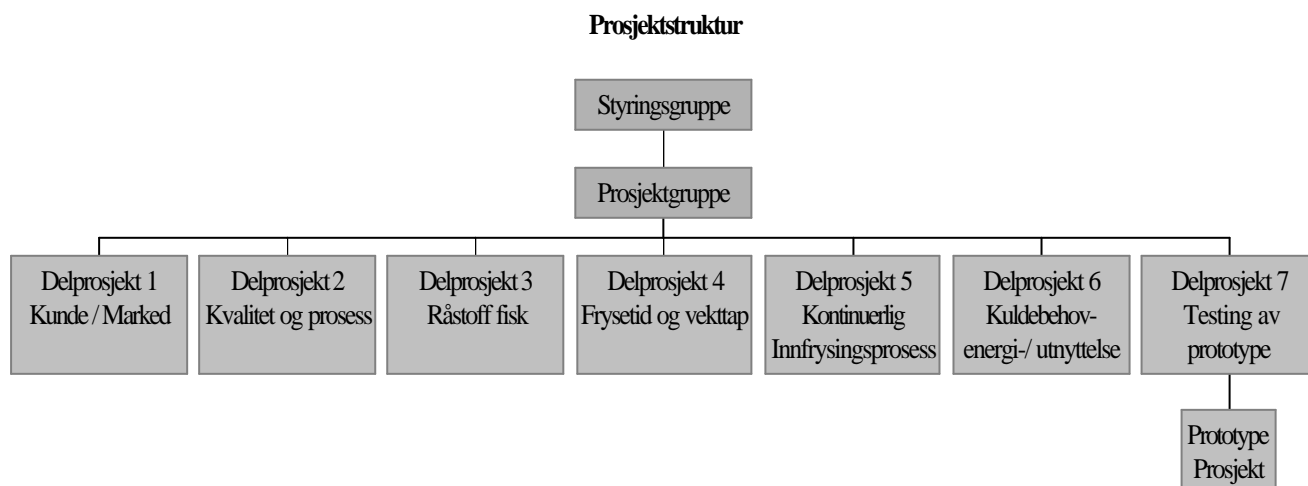 Prosjektstruktur
Styringsgruppe
Prosjektgruppe
Delprosjekt 1
Kunde / Marked
Delprosjekt 2
Kvalitet og prosess
Delprosjekt 3
Råstoff fisk
Delprosjekt 4
Frysetid og vekttap
Delprosjekt 5
Kontinuerlig
Innfrysingsprosess
Delprosjekt 6
Kuldebehov-
energi-/ utnyttelse
Delprosjekt 7
Testing av
prototype
Prototype
Prosjekt